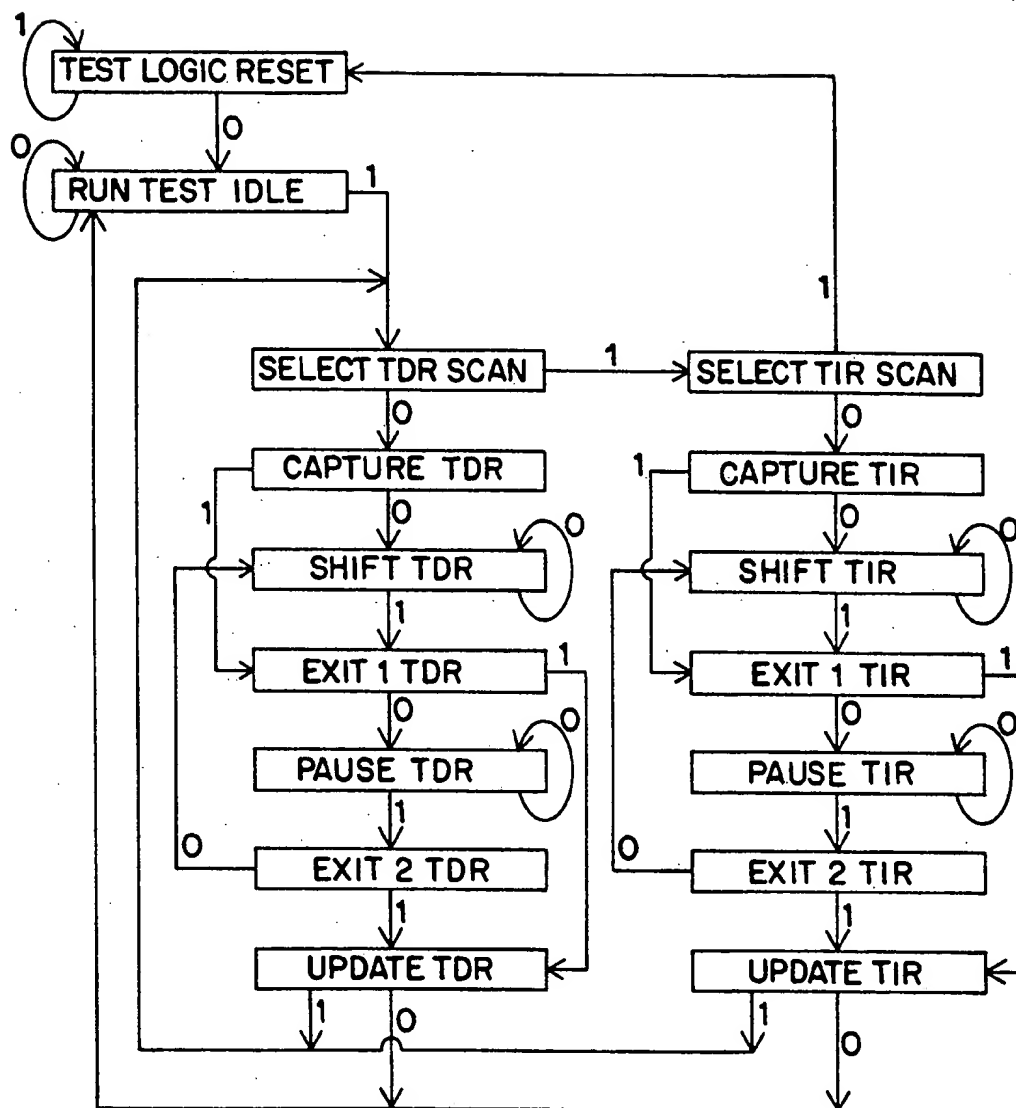 1
TEST LOGIC RESET
0
0
RUN TEST IDLE
1
1
SELECT TDR SCAN
1
SELECT TIR SCAN
0
0
CAPTURE TDR
1
CAPTURE TIR
1
0
0
0
0
SHIFT TDR
SHIFT TIR
1
1
EXIT 1 TDR
1
EXIT 1 TIR
1
0
0
0
0
PAUSE TDR
PAUSE TIR
1
1
0
0
EXIT 2 TDR
EXIT 2 TIR
1
1
UPDATE TDR
UPDATE TIR
1
0
1
0